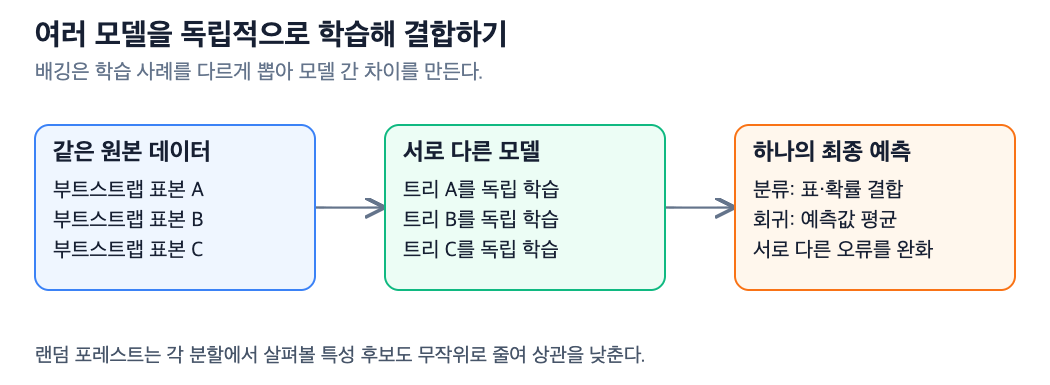 여러 모델을 독립적으로 학습해 결합하기
배깅은 학습 사례를 다르게 뽑아 모델 간 차이를 만든다.
같은 원본 데이터
부트스트랩 표본 A
부트스트랩 표본 B
부트스트랩 표본 C
서로 다른 모델
트리 A를 독립 학습
트리 B를 독립 학습
트리 C를 독립 학습
하나의 최종 예측
분류: 표·확률 결합
회귀: 예측값 평균
서로 다른 오류를 완화
랜덤 포레스트는 각 분할에서 살펴볼 특성 후보도 무작위로 줄여 상관을 낮춘다.